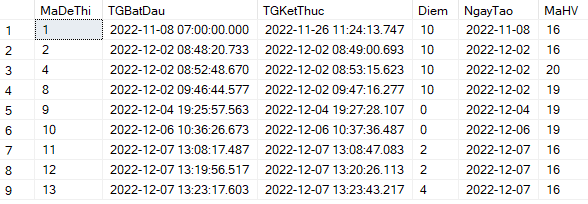 MaDeThi TGBatDau TGKetThuc Diem NgayTao MaHV
1 1 2022-11-08 07:00:00.000 2022-11-26 11:24:13.747 10 2022-11-08 16
2 2 2022-12-02 08:48:20.733 2022-12-02 08:49:00.693 10 2022-12-02 16
3 4 2022-12-02 08:52:48.670 2022-12-02 08:53:15.623 10 2022-12-02 20
4 8 2022-12-02 09:46:44.577 2022-12-02 09:47:16.277 10 2022-12-02 19
5 9 2022-12-04 19:25:57.563 2022-12-04 19:27:28.107 0 2022-12-04 19
6 10 2022-12-06 10:36:26.673 2022-12-06 10:37:36.487 0 2022-12-06 19
7 11 2022-12-07 13:08:17.487 2022-12-07 13:08:47.083 2 2022-12-07 16
8 12 2022-12-07 13:19:56.517 2022-12-07 13:20:26.113 2 2022-12-07 16
9 13 2022-12-07 13:23:17.603 2022-12-07 13:23:43.217 4 2022-12-07 16